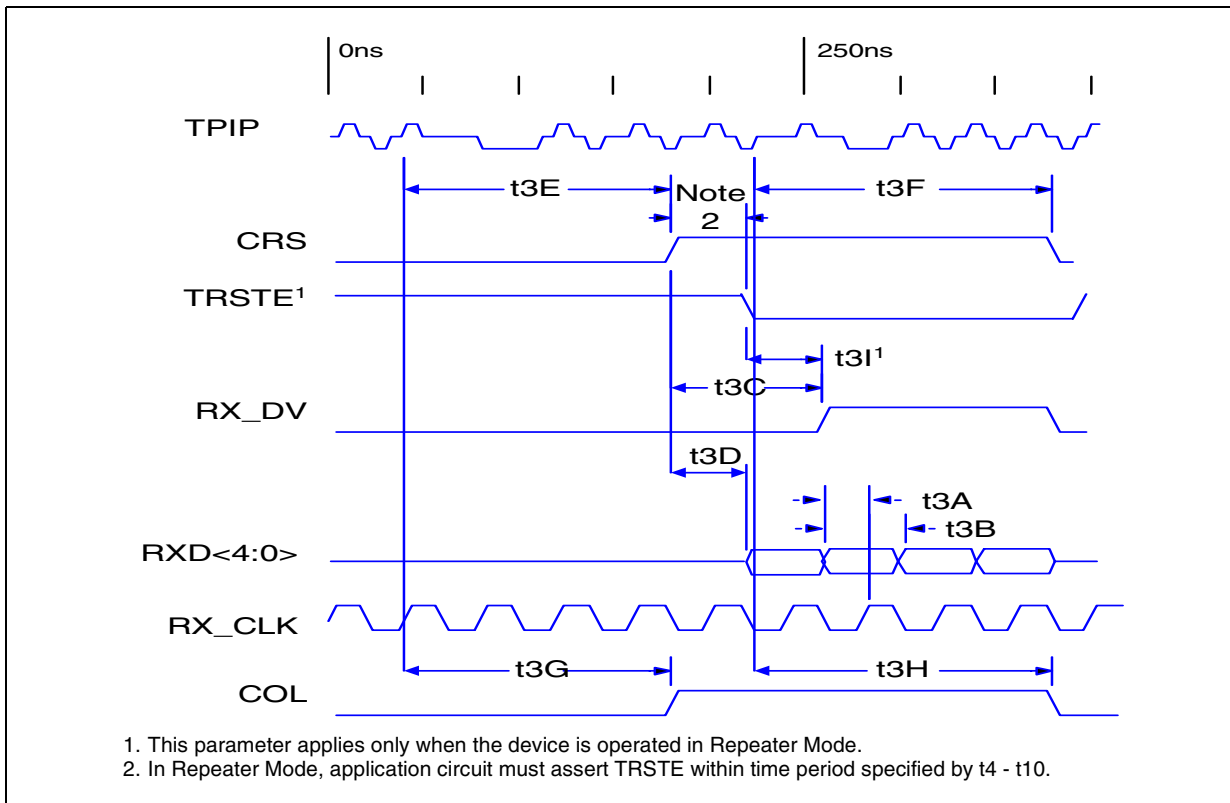 0ns 250ns
TPIP
t3E Note 2 t3F
CRS
TRSTE¹
t3I¹
t3C
RX_DV
t3D
t3A
t3B
RXD<4:0>
RX_CLK
t3G t3H
COL
1. This parameter applies only when the device is operated in Repeater Mode.
2. In Repeater Mode, application circuit must assert TRSTE within time period specified by t4 - t10.